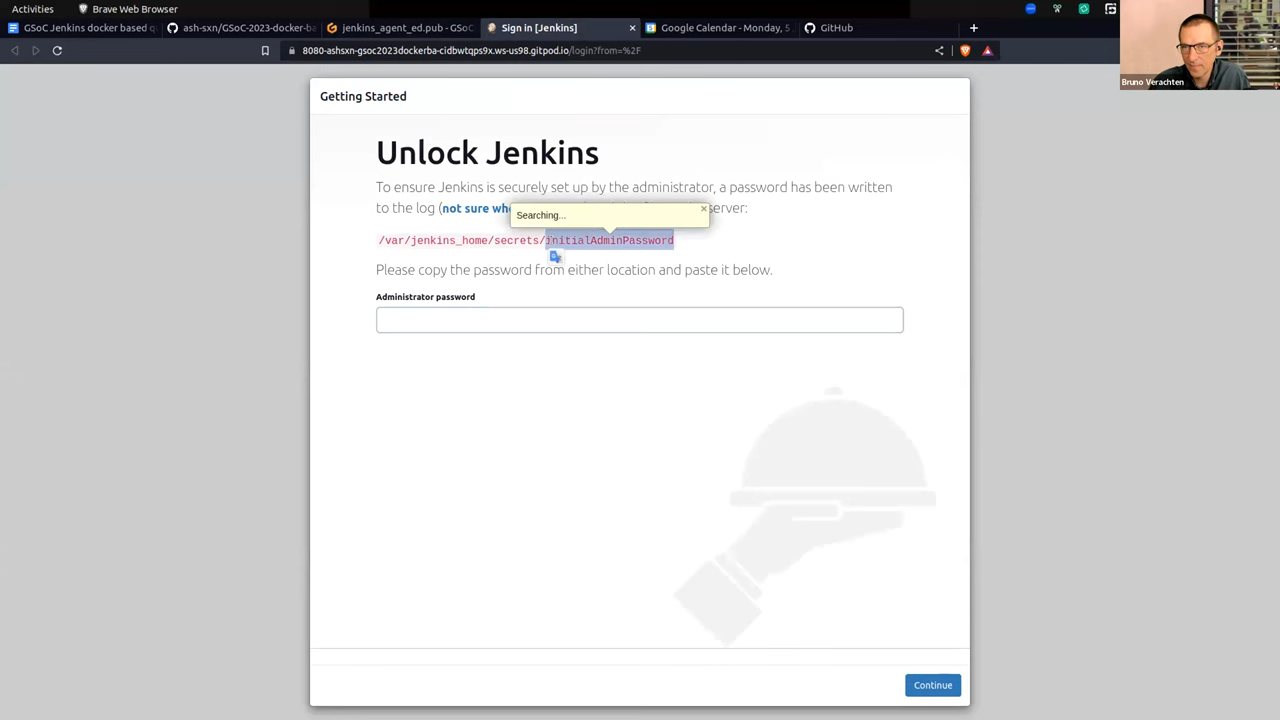 Activities
Brave Web Browser
GSoC Jenkins docker based q
ash-sxn/GSoC-2023-docker-ba
jenkins_agent_ed.pub - GSoC
Sign in [Jenkins]
Google Calendar - Monday, 5
GitHub
8080-ashsxn-gsoc2023dockerba-cidbwtqps9x.ws-us98.gitpod.io/login?from=%2F
Bruno Verachten
Getting Started
Unlock Jenkins
To ensure Jenkins is securely set up by the administrator, a password has been written
to the log (not sure whe
server:
Searching...
/var/jenkins_home/secrets/initialAdminPassword
Please copy the password from either location and paste it below.
Administrator password
Continue